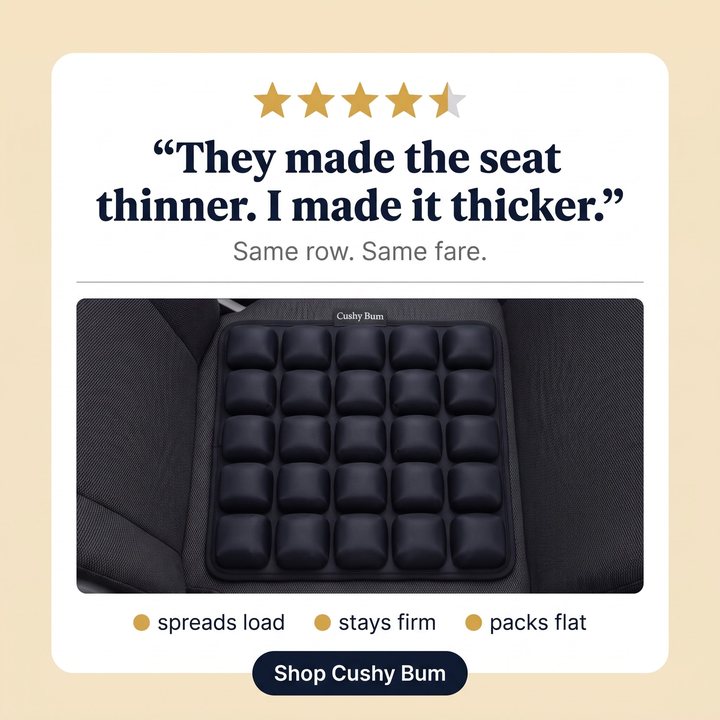 “They made the seat
thinner. I made it thicker.”
Same row. Same fare.
Cushy Bum
spreads load stays firm packs flat
Shop Cushy Bum